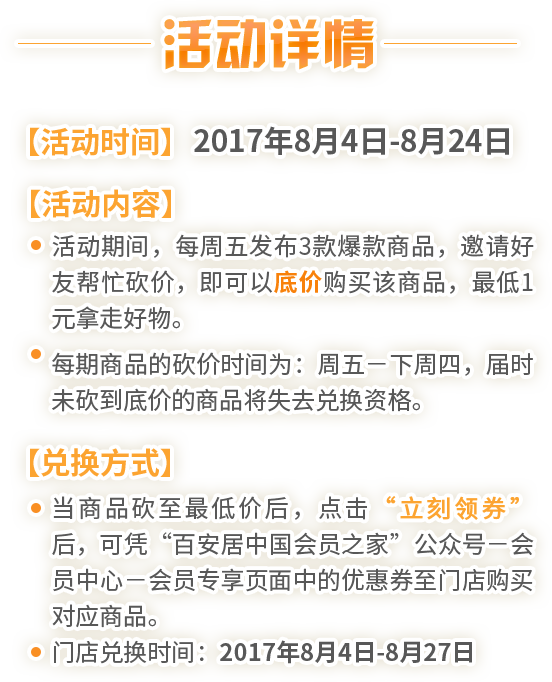 活动详情
【活动时间】 2017年8月4日-8月24日
【活动内容】
活动期间，每周五发布3款爆款商品，邀请好
友帮忙砍价，即可以底价购买该商品，最低1
元拿走好物。
每期商品的砍价时间为：周五－下周四，届时
未砍到底价的商品将失去兑换资格。
【兑换方式】
当商品砍至最低价后，点击“立刻领券”
后，可凭“百安居中国会员之家”公众号－会
员中心－会员专享页面中的优惠券至门店购买
对应商品。
门店兑换时间：2017年8月4日-8月27日